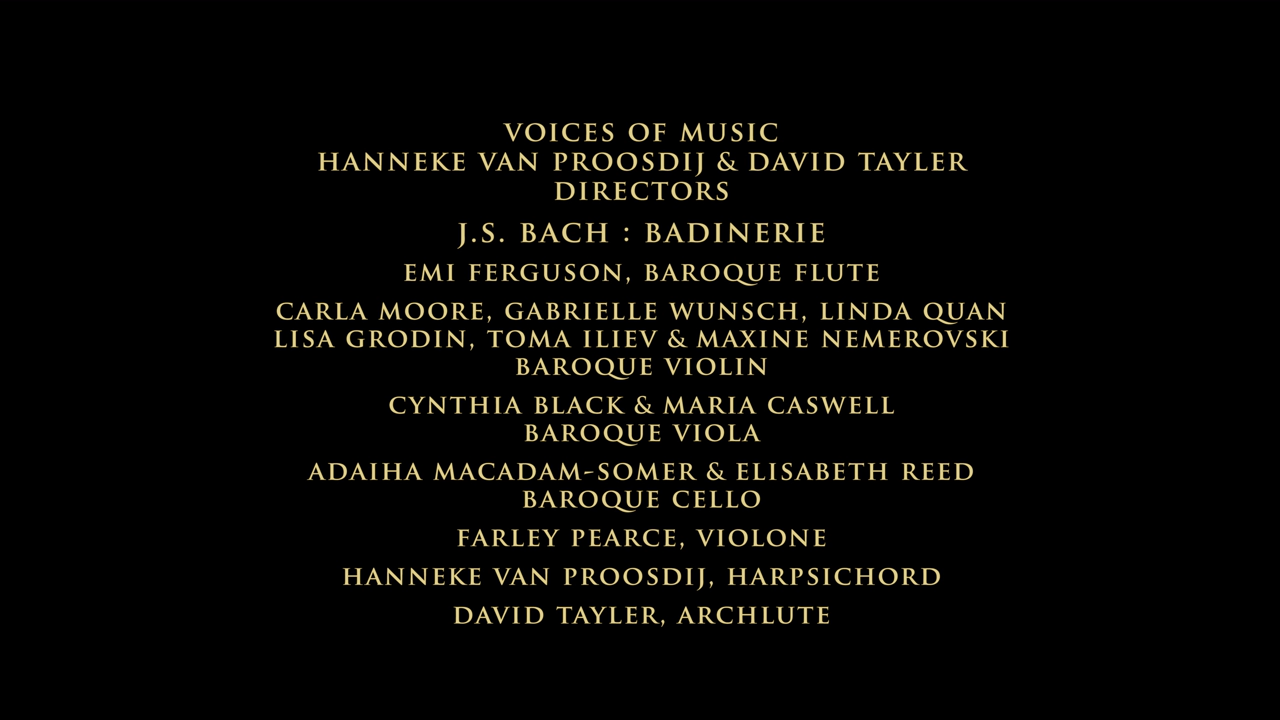 VOICES OF MUSIC
HANNEKE VAN PROOSDIJ & DAVID TAYLER
DIRECTORS
J.S. BACH : BADINERIE
EMI FERGUSON, BAROQUE FLUTE
CARLA MOORE, GABRIELLE WUNSCH, LINDA QUAN
LISA GRODIN, TOMA ILIEV & MAXINE NEMEROVSKI
BAROQUE VIOLIN
CYNTHIA BLACK & MARIA CASWELL
BAROQUE VIOLA
ADAIHA MACADAM-SOMER & ELISABETH REED
BAROQUE CELLO
FARLEY PEARCE, VIOLONE
HANNEKE VAN PROOSDIJ, HARPSICHORD
DAVID TAYLER, ARCHLUTE